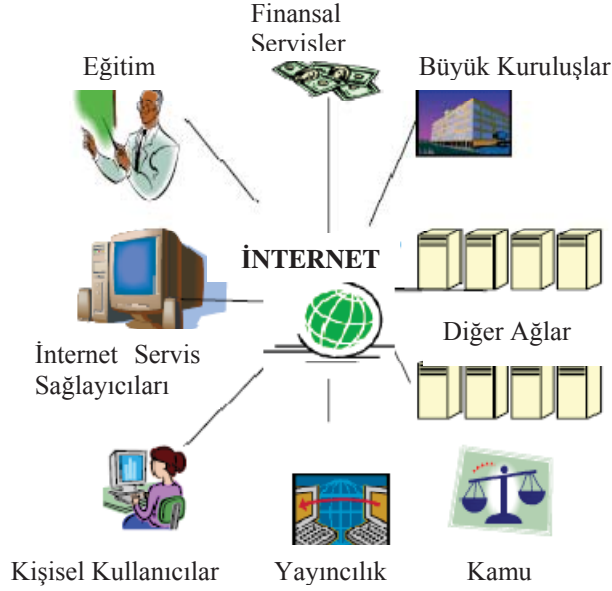 Finansal
Servisler
Eğitim
Büyük Kuruluşlar
İNTERNET
İnternet Servis
Sağlayıcıları
Diğer Ağlar
Kişisel Kullanıcılar
Yayıncılık
Kamu